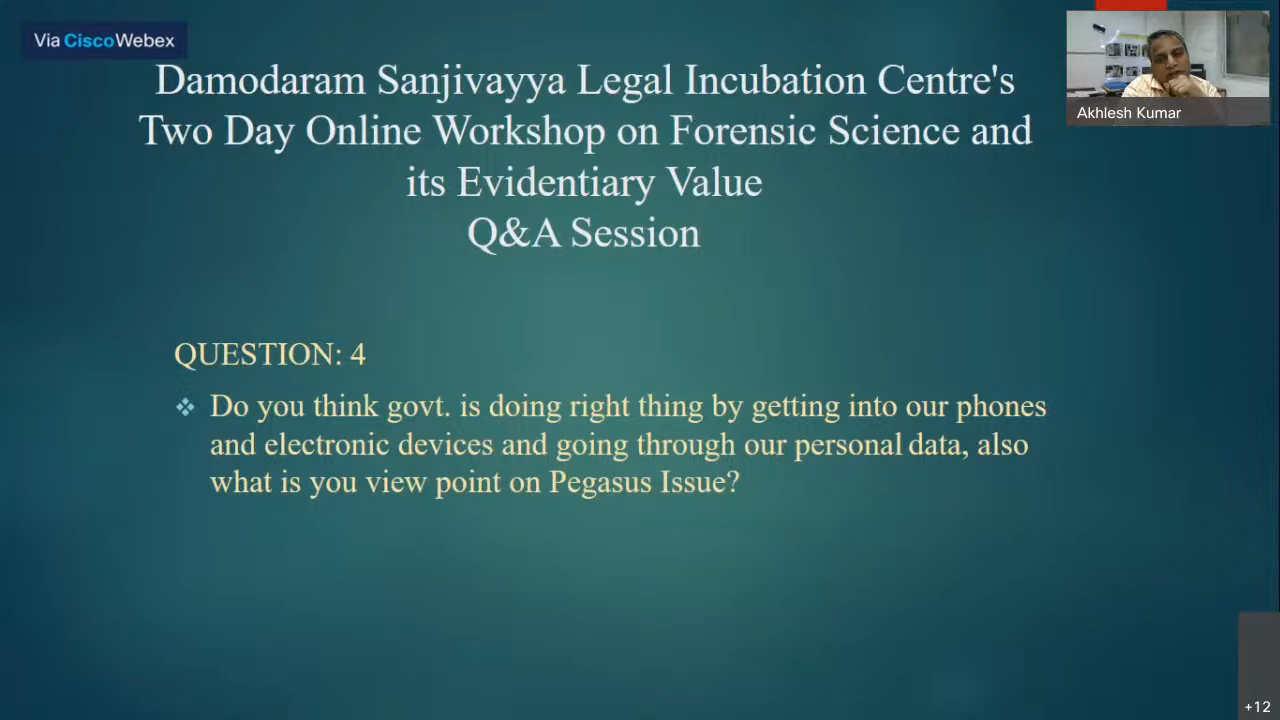 Via CiscoWebex
Damodaram Sanjivayya Legal Incubation Centre's
Two Day Online Workshop on Forensic Science and
its Evidentiary Value
Q&A Session
Akhlesh Kumar
QUESTION: 4
Do you think govt. is doing right thing by getting into our phones
and electronic devices and going through our personal data, also
what is you view point on Pegasus Issue?
+12